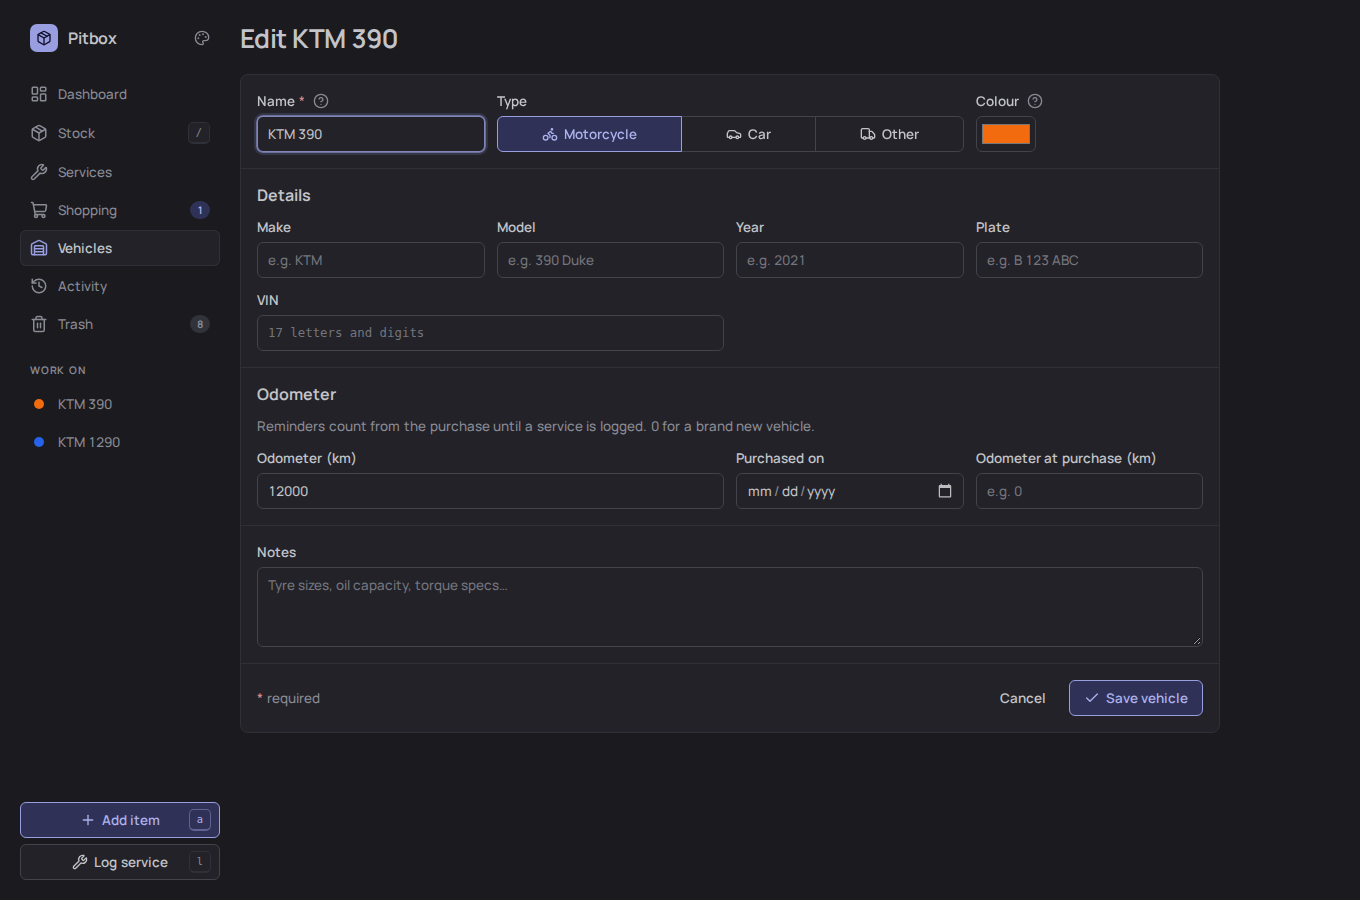 Pitbox
Edit KTM 390
Dashboard
Stock /
Services
Shopping 1
Vehicles
Activity
Trash 8
WORK ON
KTM 390
KTM 1290
Add item a
Log service l
Name * ? Type Colour ?
KTM 390 Motorcycle Car Other
Details
Make Model Year Plate
e.g. KTM e.g. 390 Duke e.g. 2021 e.g. B 123 ABC
VIN
17 letters and digits
Odometer
Reminders count from the purchase until a service is logged. 0 for a brand new vehicle.
Odometer (km) Purchased on Odometer at purchase (km)
12000 mm/dd/yyyy e.g. 0
Notes
Tyre sizes, oil capacity, torque specs…
* required Cancel Save vehicle